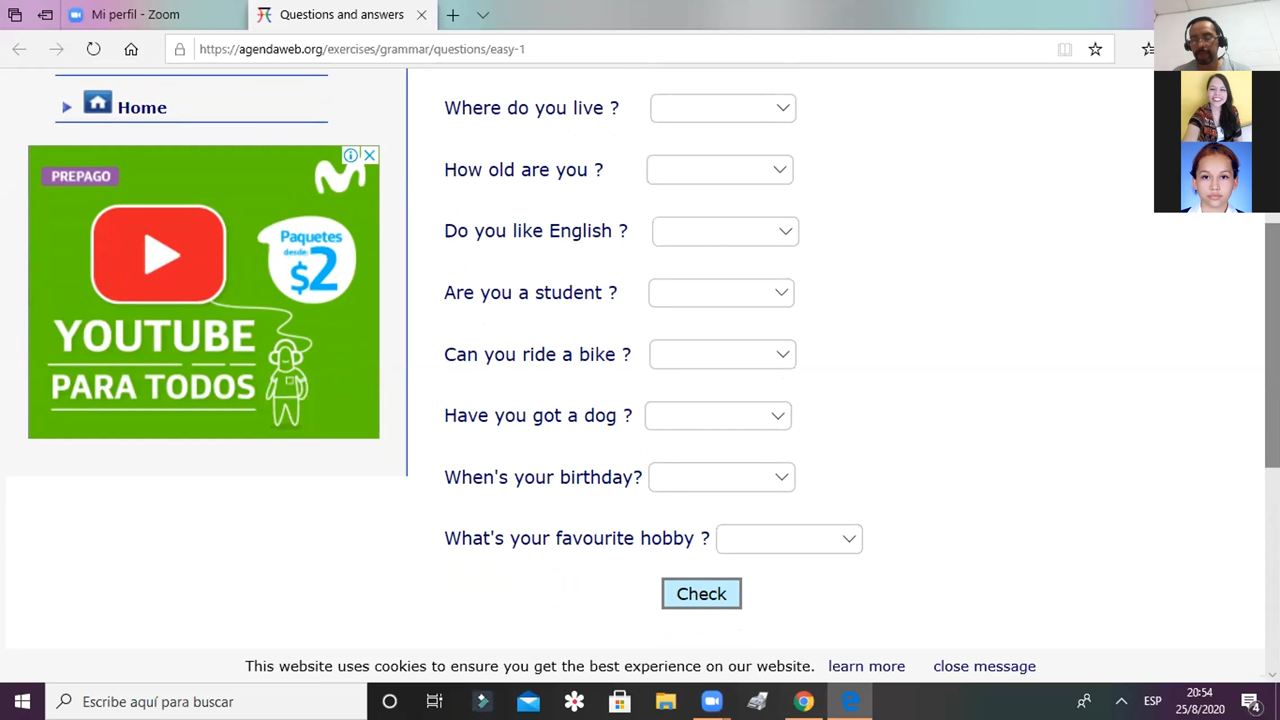 Mi perfil - Zoom
Questions and answers
https://agendaweb.org/exercises/grammar/questions/easy-1
Home
PREPAGO
Paquetes
desde:
$2
YOUTUBE
PARA TODOS
Where do you live ?
How old are you ?
Do you like English ?
Are you a student ?
Can you ride a bike ?
Have you got a dog ?
When's your birthday?
What's your favourite hobby ?
Check
This website uses cookies to ensure you get the best experience on our website. learn more close message
Escribe aquí para buscar
ESP
20:54
25/8/2020
4